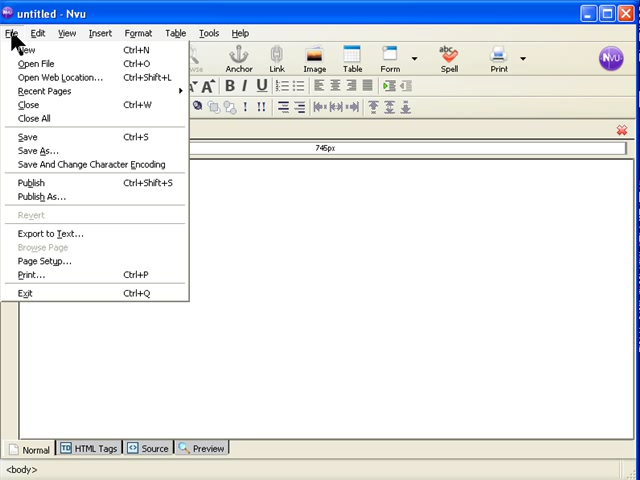 untitled - Nvu
File Edit View Insert Format Table Tools Help
Anchor Link Image Table Form Spell Print
New Ctrl+N
Open File Ctrl+O
Open Web Location... Ctrl+Shift+L
Recent Pages
Close Ctrl+W
Close All
Save Ctrl+S
Save As...
Save And Change Character Encoding
Publish Ctrl+Shift+S
Publish As...
Revert
Export to Text...
Browse Page
Page Setup...
Print... Ctrl+P
Exit Ctrl+Q
B I U
745px
Normal HTML Tags Source Preview
<body>